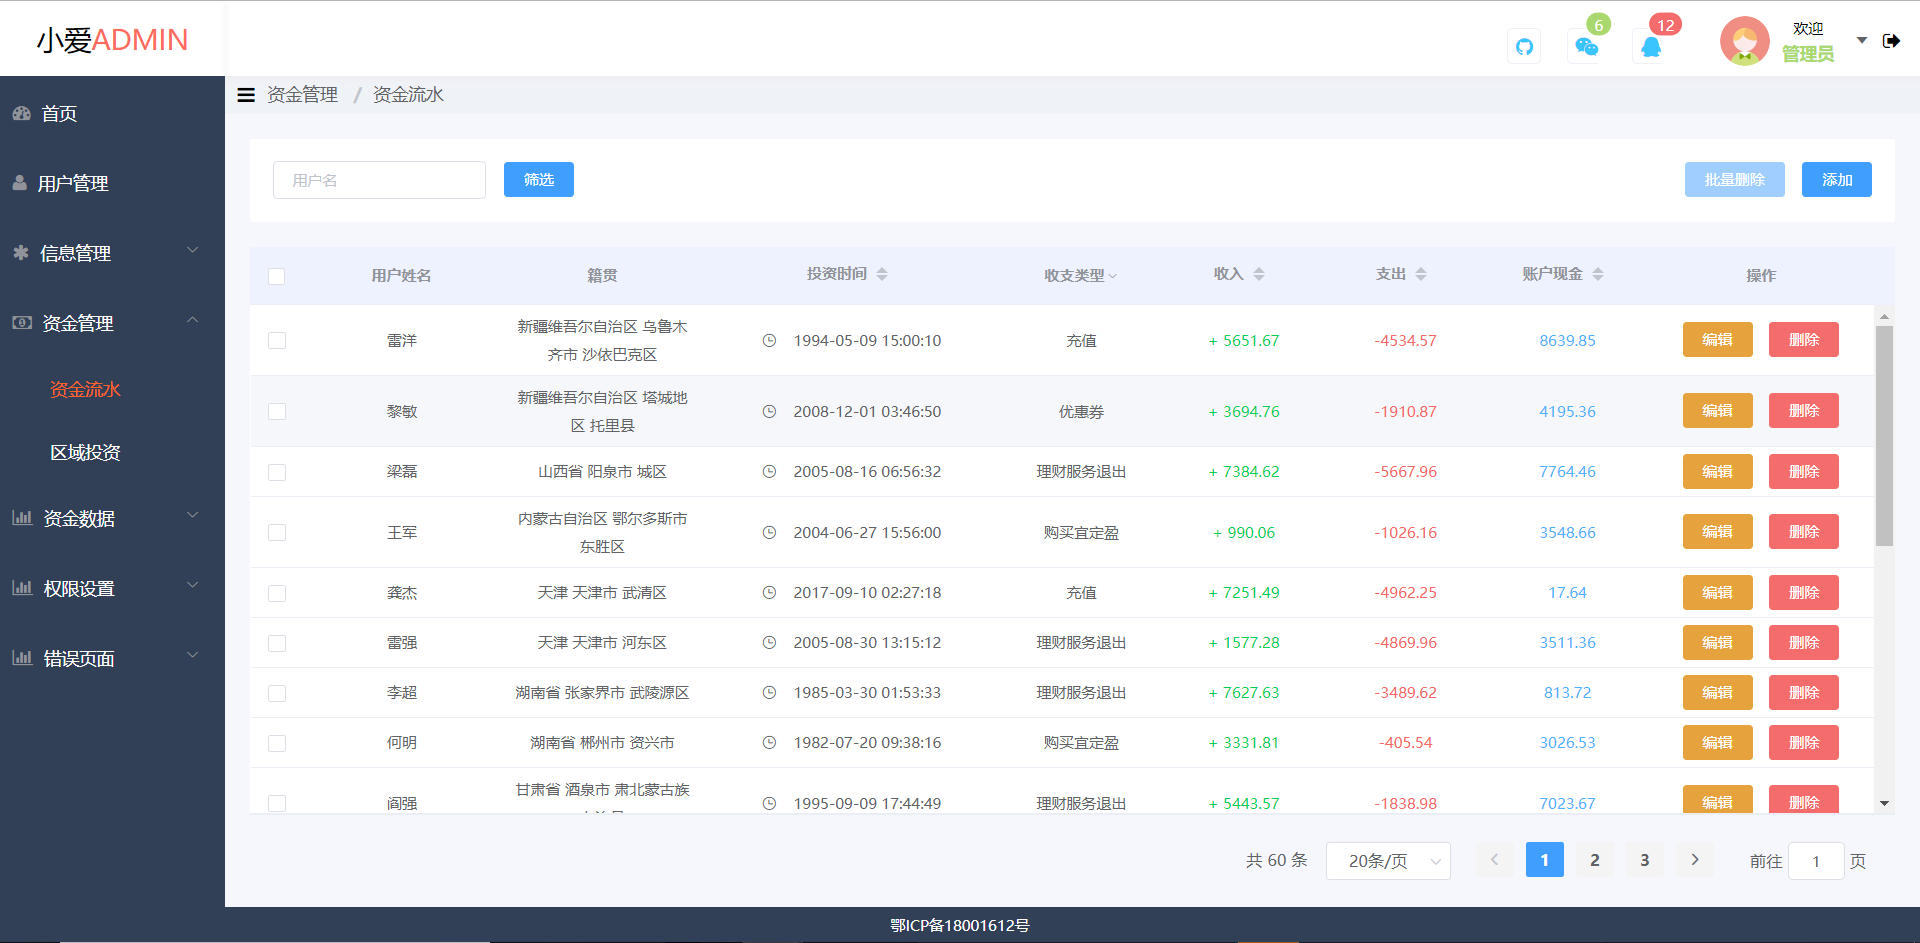 小爱ADMIN
6
12
欢迎
管理员
首页
用户管理
信息管理
资金管理
资金流水
区域投资
资金数据
权限设置
错误页面
资金管理 / 资金流水
用户名
筛选
批量删除
添加
用户姓名 籍贯 投资时间 收支类型 收入 支出 账户现金 操作
雷洋 新疆维吾尔自治区 乌鲁木 1994-05-09 15:00:10 充值 + 5651.67 -4534.57 8639.85 编辑 删除
齐市 沙依巴克区
黎敏 新疆维吾尔自治区 塔城地 2008-12-01 03:46:50 优惠券 + 3694.76 -1910.87 4195.36 编辑 删除
区 托里县
梁磊 山西省 阳泉市 城区 2005-08-16 06:56:32 理财服务退出 + 7384.62 -5667.96 7764.46 编辑 删除
王军 内蒙古自治区 鄂尔多斯市 2004-06-27 15:56:00 购买宜定盈 + 990.06 -1026.16 3548.66 编辑 删除
东胜区
龚杰 天津 天津市 武清区 2017-09-10 02:27:18 充值 + 7251.49 -4962.25 17.64 编辑 删除
雷强 天津 天津市 河东区 2005-08-30 13:15:12 理财服务退出 + 1577.28 -4869.96 3511.36 编辑 删除
李超 湖南省 张家界市 武陵源区 1985-03-30 01:53:33 理财服务退出 + 7627.63 -3489.62 813.72 编辑 删除
何明 湖南省 郴州市 资兴市 1982-07-20 09:38:16 购买宜定盈 + 3331.81 -405.54 3026.53 编辑 删除
阎强 甘肃省 酒泉市 肃北蒙古族 1995-09-09 17:44:49 理财服务退出 + 5443.57 -1838.98 7023.67 编辑 删除
共 60 条 20条/页 1 2 3 前往 1 页
鄂ICP备18001612号